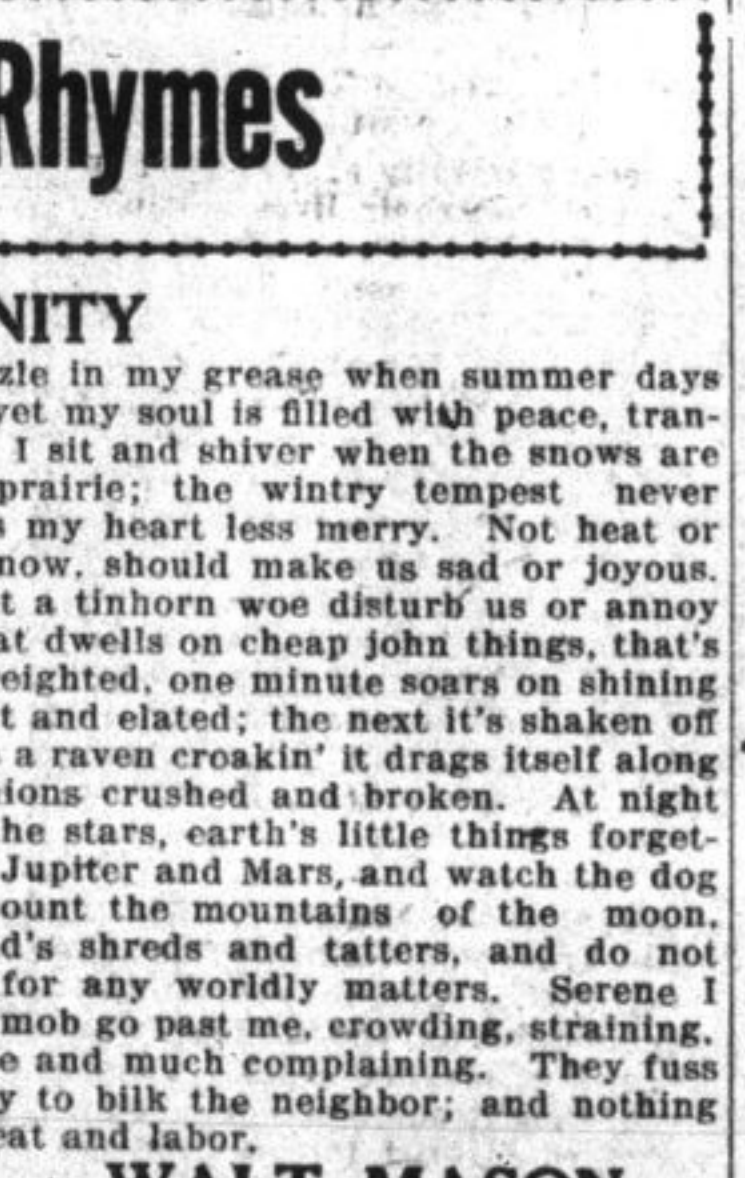 Rhymes
NITY
zle in my grease when summer days
yet my soul is filled with peace, tran-
I sit and shiver when the snows are
prairie; the wintry tempest never
s my heart less merry. Not heat or
now, should make us sad or joyous.
t a tinhorn woe disturb us or annoy
at dwells on cheap john things, that's
eighted, one minute soars on shining
t and elated; the next it's shaken off
a raven croakin' it drags itself along
ions crushed and broken. At night
he stars, earth's little things forget-
Jupiter and Mars, and watch the dog
ount the mountains of the moon.
d's shreds and tatters, and do not
for any worldly matters. Serene I
mob go past me, crowding, straining,
e and much complaining. They fuss
y to bilk the neighbor; and nothing
eat and labor.
WALT MASON